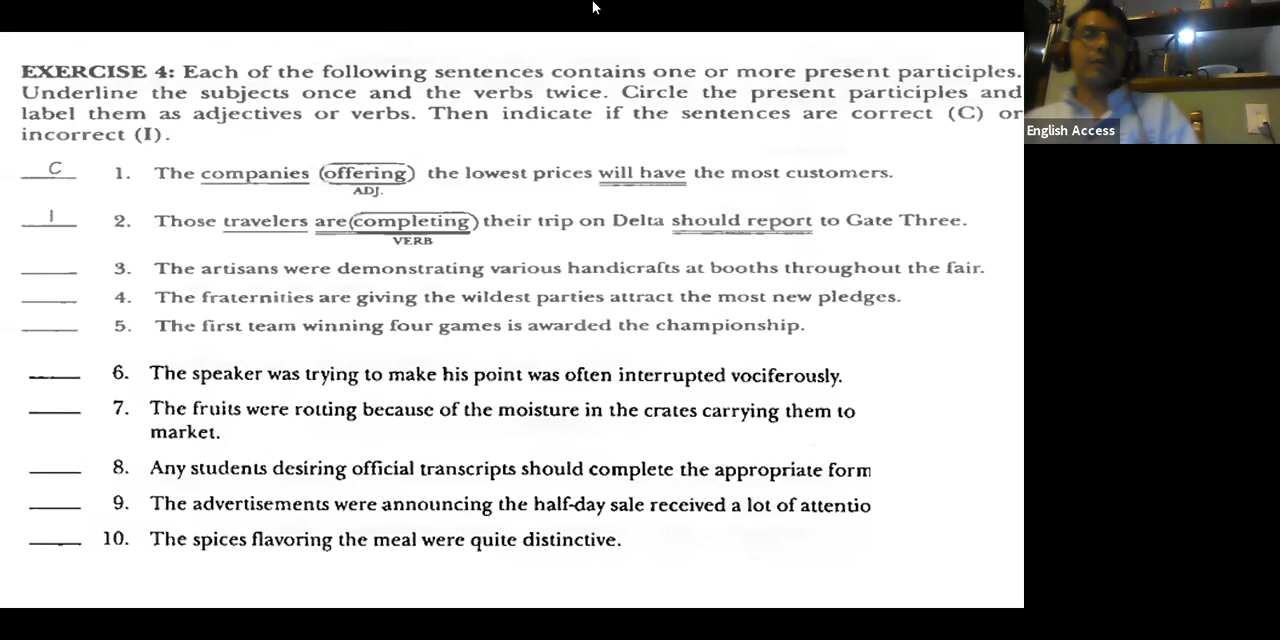 EXERCISE 4: Each of the following sentences contains one or more present participles.
Underline the subjects once and the verbs twice. Circle the present participles and
label them as adjectives or verbs. Then indicate if the sentences are correct (C) or
incorrect (I).
C 1. The companies offering the lowest prices will have the most customers.
ADJ.
I 2. Those travelers are completing their trip on Delta should report to Gate Three.
VERB
3. The artisans were demonstrating various handicrafts at booths throughout the fair.
4. The fraternities are giving the wildest parties attract the most new pledges.
5. The first team winning four games is awarded the championship.
6. The speaker was trying to make his point was often interrupted vociferously.
7. The fruits were rotting because of the moisture in the crates carrying them to
market.
8. Any students desiring official transcripts should complete the appropriate form
9. The advertisements were announcing the half-day sale received a lot of attentio
10. The spices flavoring the meal were quite distinctive.
English Access